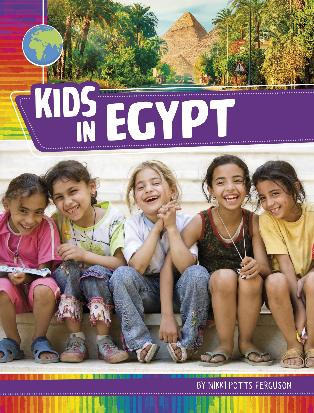 KIDS
IN EGYPT
BY NIKKI POTTS FERGUSON